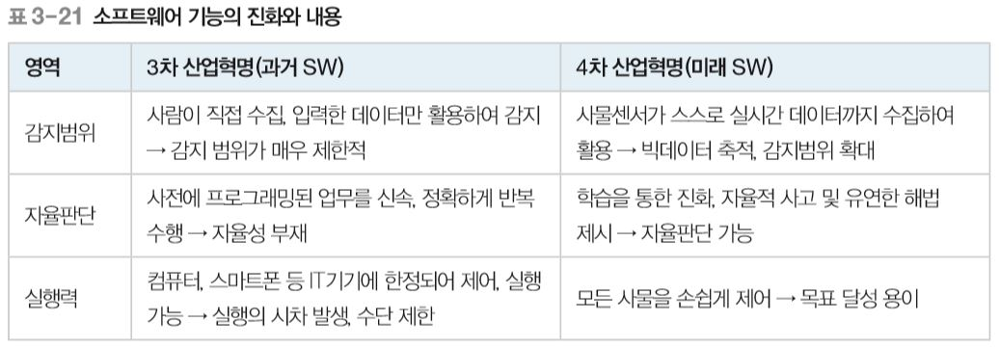 표 3-21 소프트웨어 기능의 진화와 내용
영역
3차 산업혁명(과거 SW)
4차 산업혁명(미래 SW)
감지범위
사람이 직접 수집, 입력한 데이터만 활용하여 감지
→ 감지 범위가 매우 제한적
사물센서가 스스로 실시간 데이터까지 수집하여
활용 → 빅데이터 축적, 감지범위 확대
자율판단
사전에 프로그래밍된 업무를 신속, 정확하게 반복
수행 → 자율성 부재
학습을 통한 진화, 자율적 사고 및 유연한 해법
제시 → 자율판단 가능
실행력
컴퓨터, 스마트폰 등 IT기기에 한정되어 제어, 실행
가능 → 실행의 시차 발생, 수단 제한
모든 사물을 손쉽게 제어 → 목표 달성 용이